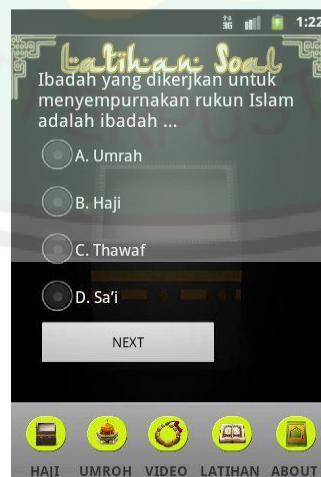 3G 1:22
Latihan Soal
Ibadah yang dikerjkan untuk
menyempurnakan rukun Islam
adalah ibadah ...
A. Umrah
B. Haji
C. Thawaf
D. Sa'i
NEXT
HAJI UMROH VIDEO LATIHAN ABOUT